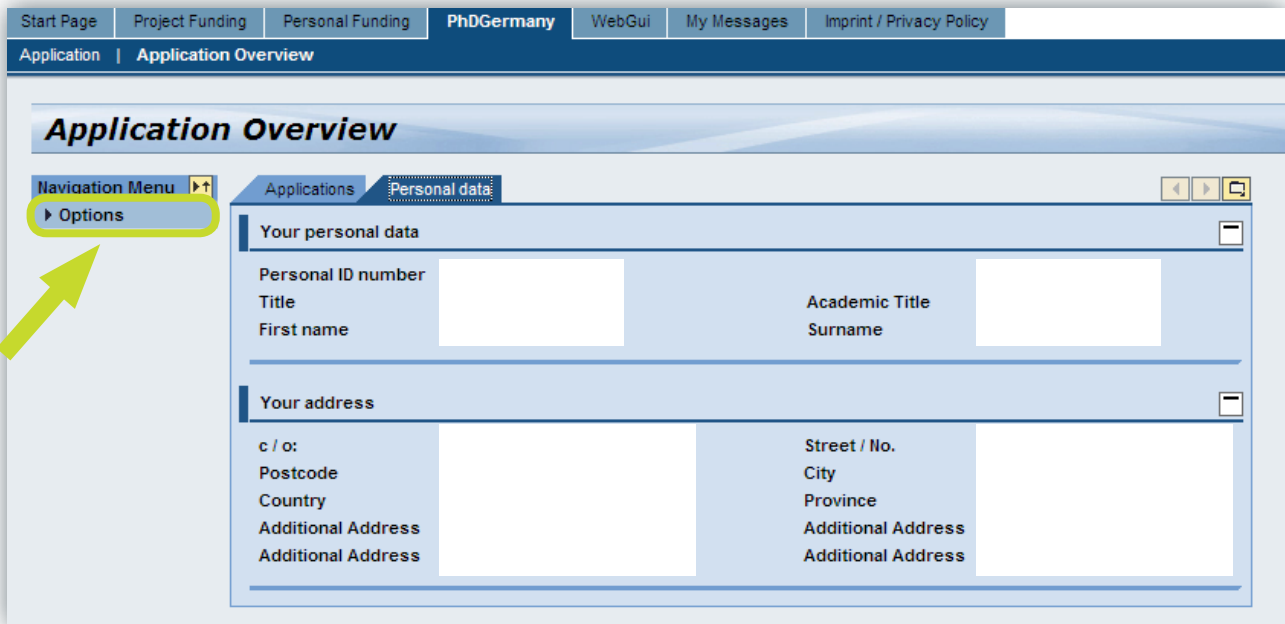 Start Page Project Funding Personal Funding PhDGermany WebGui My Messages Imprint / Privacy Policy
Application | Application Overview
Application Overview
Navigation Menu
Options
Applications Personal data
Your personal data
Personal ID number
Title Academic Title
First name Surname
Your address
c / o: Street / No.
Postcode City
Country Province
Additional Address Additional Address
Additional Address Additional Address